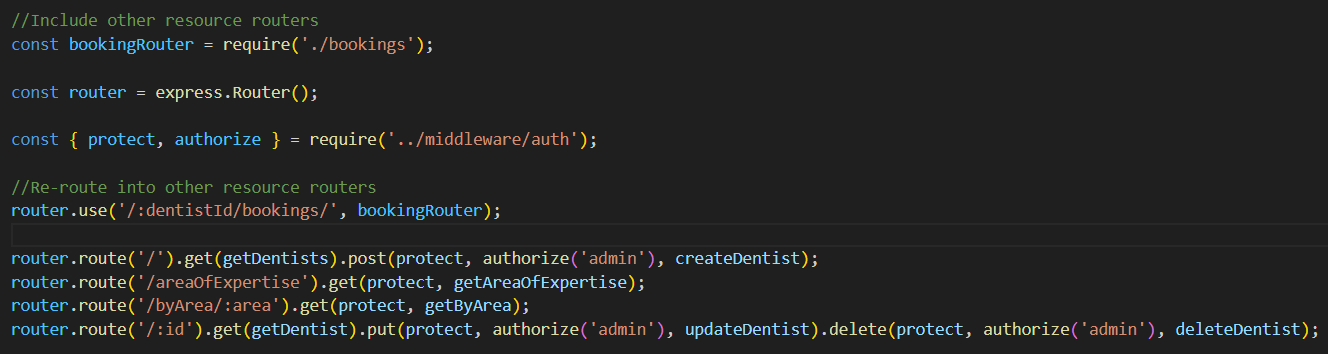 //Include other resource routers
const bookingRouter = require('./bookings');
const router = express.Router();
const { protect, authorize } = require('../middleware/auth');
//Re-route into other resource routers
router.use('/:dentistId/bookings/', bookingRouter);
router.route('/').get(getDentists).post(protect, authorize('admin'), createDentist);
router.route('/areaOfExpertise').get(protect, getAreaOfExpertise);
router.route('/byArea/:area').get(protect, getByArea);
router.route('/:id').get(getDentist).put(protect, authorize('admin'), updateDentist).delete(protect, authorize('admin'), deleteDentist);